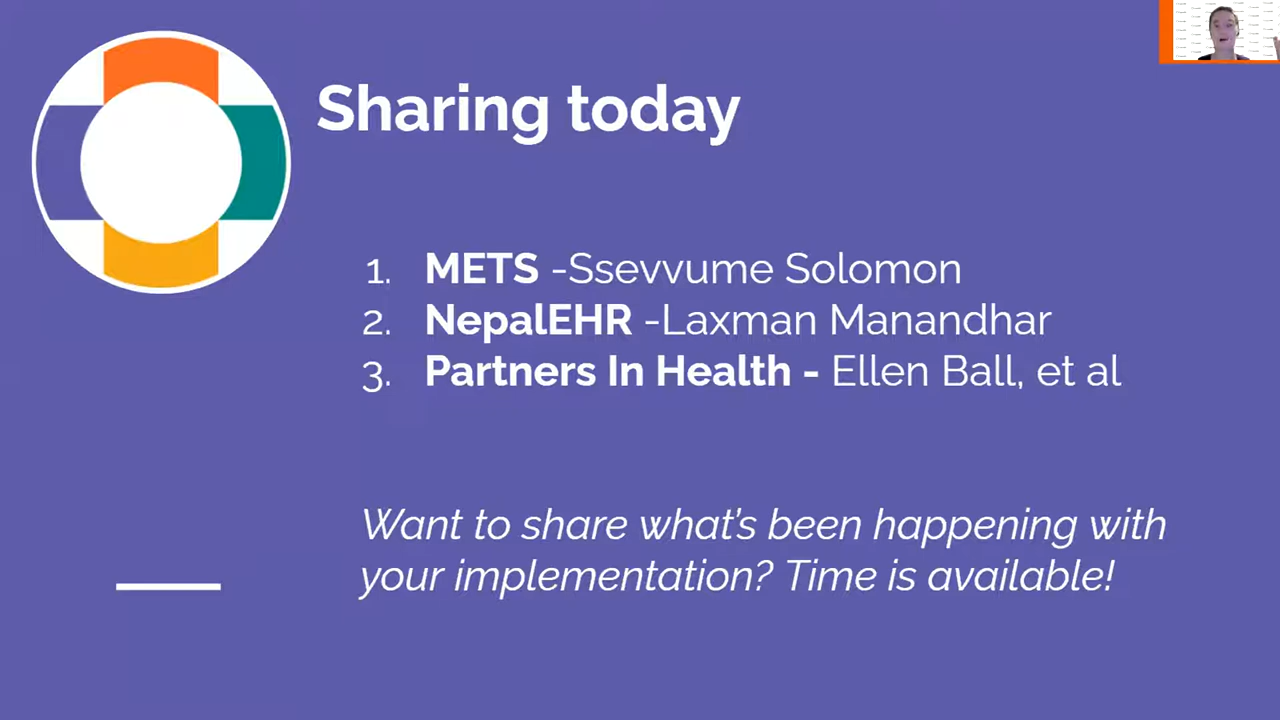 Sharing today
1. METS -Ssevvume Solomon
2. NepalEHR -Laxman Manandhar
3. Partners In Health - Ellen Ball, et al
Want to share what's been happening with
your implementation? Time is available!